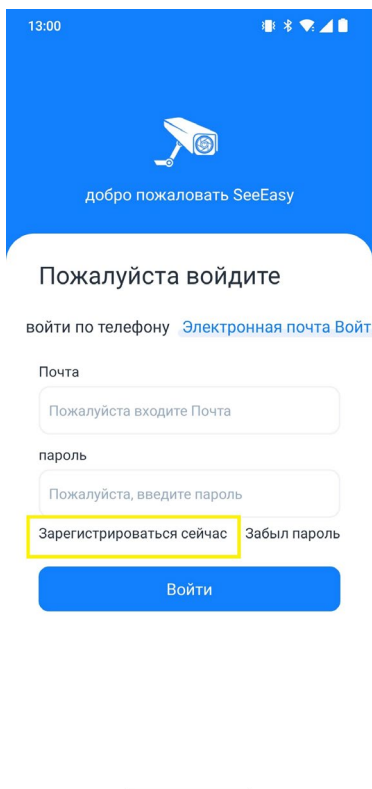 13:00
добро пожаловать SeeEasy
Пожалуйста войдите
войти по телефону Электронная почта Войт
Почта
Пожалуйста входите Почта
пароль
Пожалуйста, введите пароль
Зарегистрироваться сейчас Забыл пароль
Войти